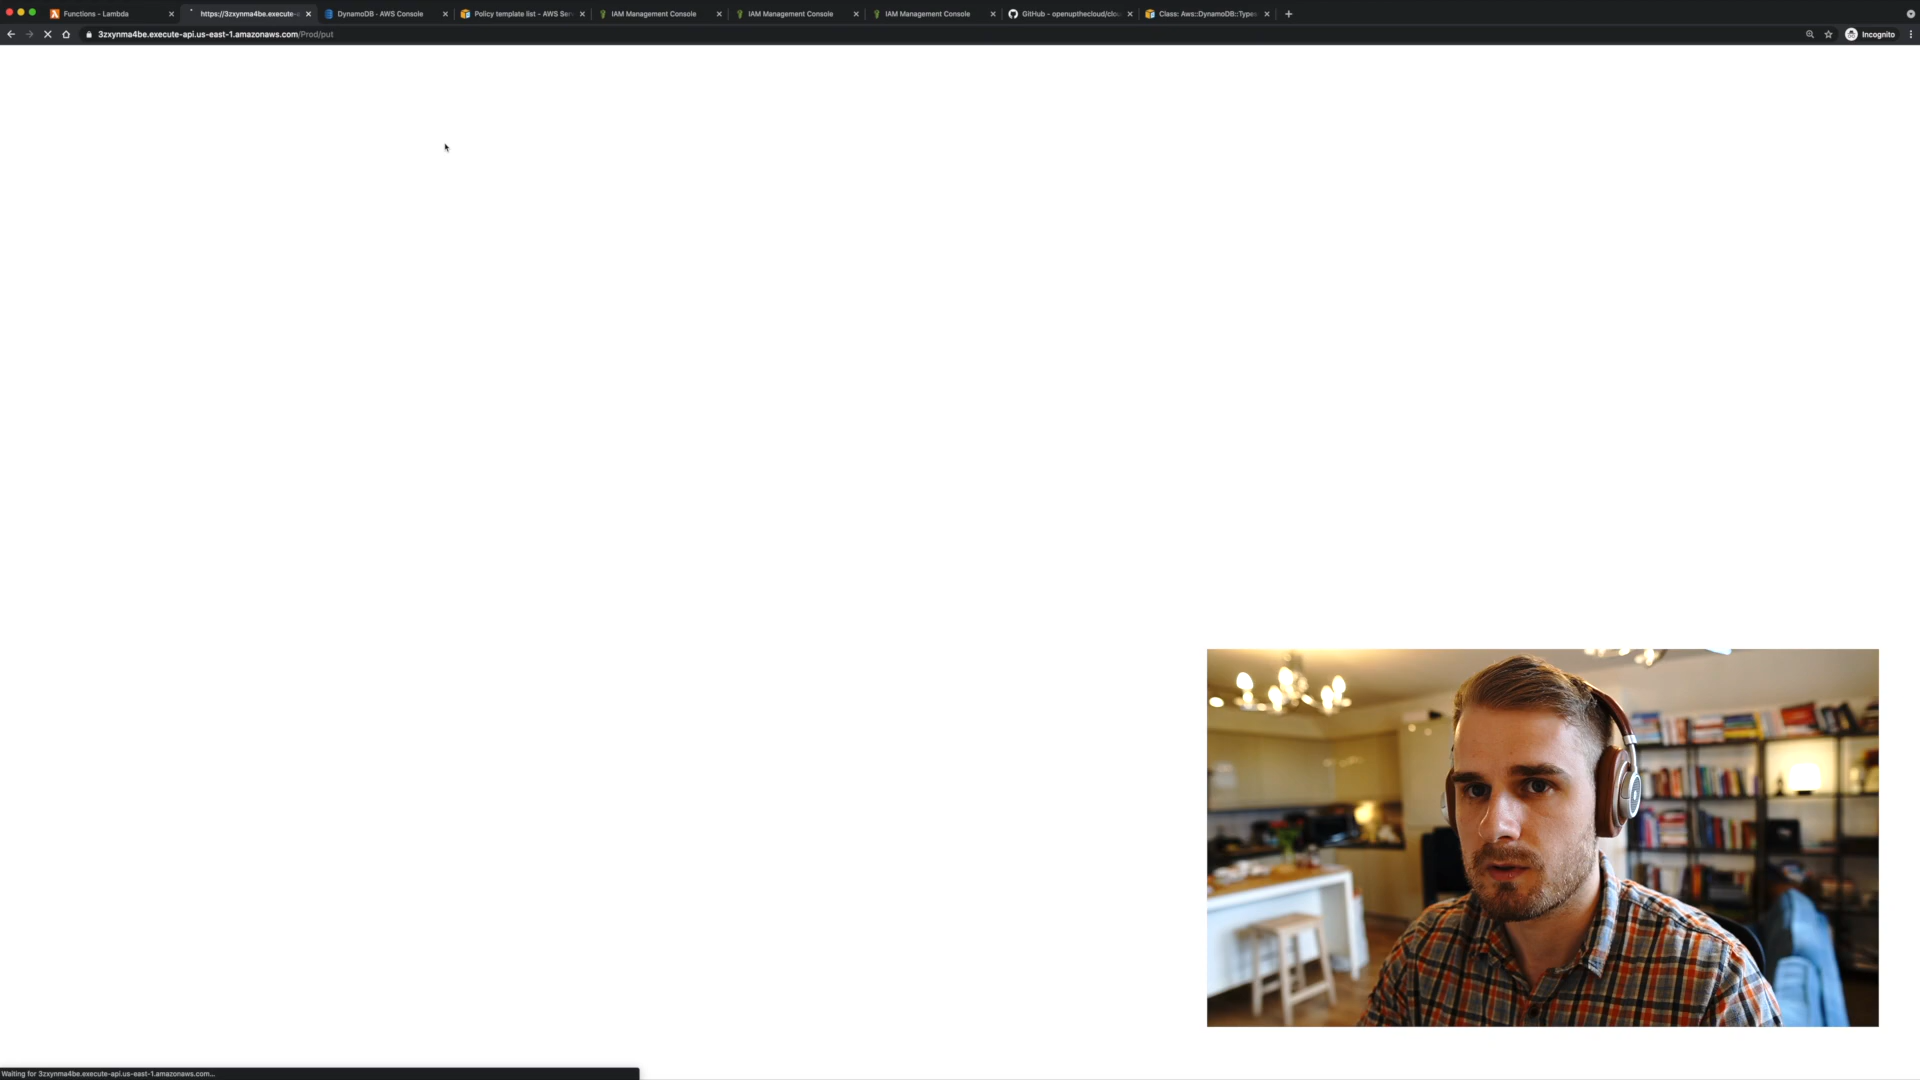 Functions - Lambda
https://3zxynma4be.execute-
DynamoDB - AWS Console
Policy template list - AWS Ser
IAM Management Console
IAM Management Console
IAM Management Console
GitHub - openupthecloud/clou
Class: Aws::DynamoDB::Types
3zxynma4be.execute-api.us-east-1.amazonaws.com/Prod/put
Incognito
Waiting for 3zxynma4be.execute-api.us-east-1.amazonaws.com...